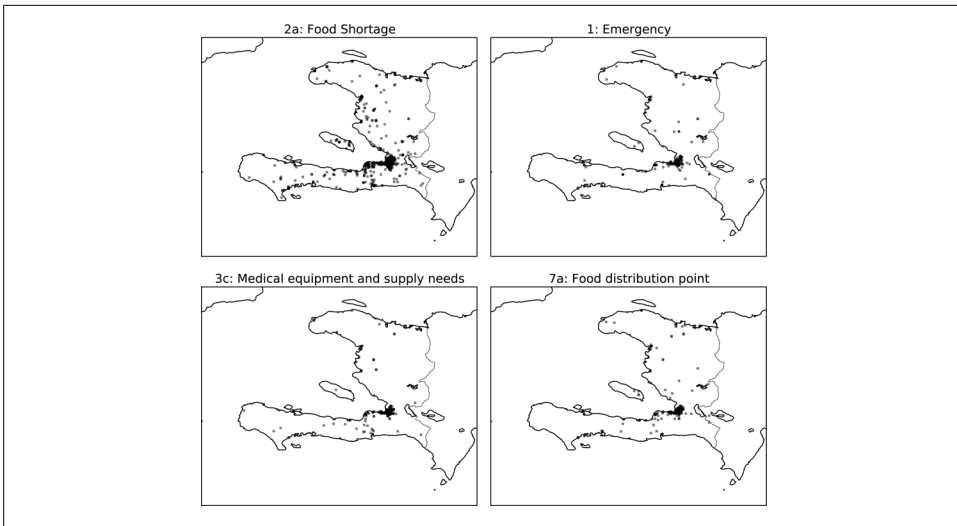 2a: Food Shortage
1: Emergency
3c: Medical equipment and supply needs
7a: Food distribution point